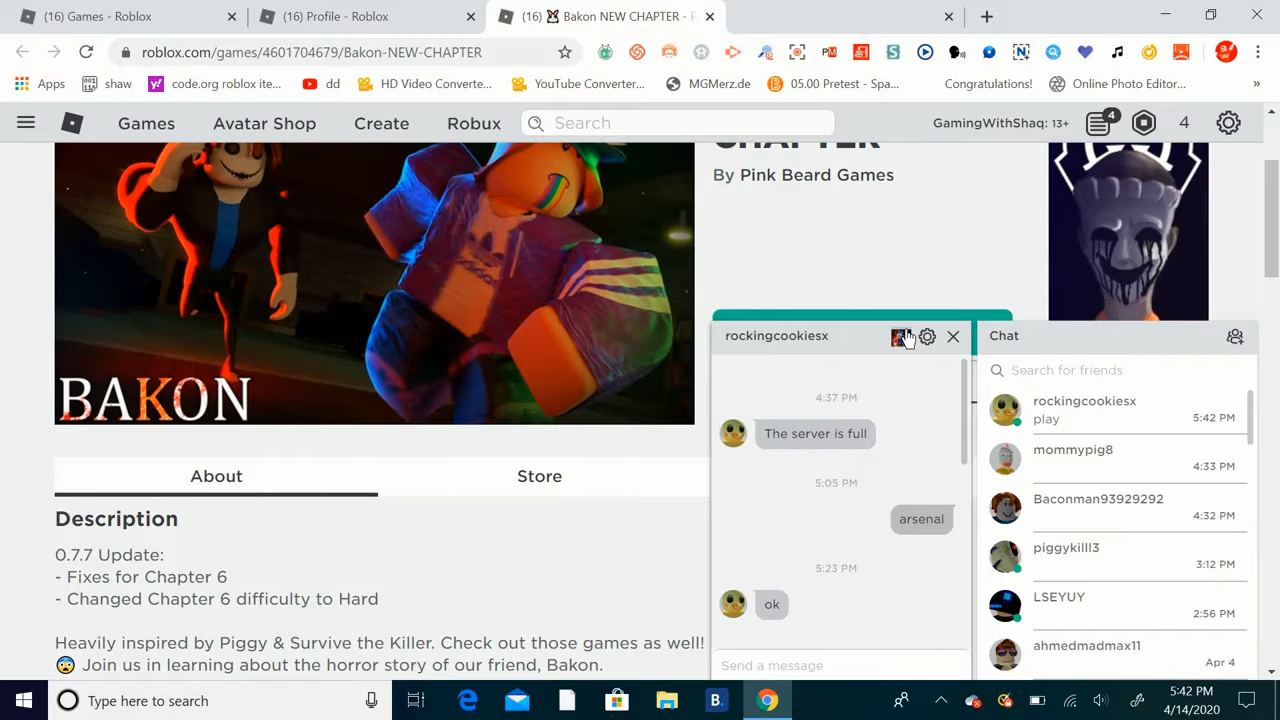 (16) Games - Roblox
(16) Profile - Roblox
(16) Bakon NEW CHAPTER - R
roblox.com/games/4601704679/Bakon-NEW-CHAPTER
Apps
shaw
code.org roblox ite...
dd
HD Video Converte...
YouTube Converter...
MGMerz.de
05.00 Pretest - Spa...
Congratulations!
Online Photo Editor...
Games
Avatar Shop
Create
Robux
Search
GamingWithShaq: 13+
4
4
CHAPTER
By Pink Beard Games
BAKON
About
Store
Description
0.7.7 Update:
- Fixes for Chapter 6
- Changed Chapter 6 difficulty to Hard
Heavily inspired by Piggy & Survive the Killer. Check out those games as well!
😨 Join us in learning about the horror story of our friend, Bakon.
rockingcookiesx
4:37 PM
The server is full
5:05 PM
arsenal
5:23 PM
ok
Send a message
Chat
Search for friends
rockingcookiesx
play
5:42 PM
mommypig8
4:33 PM
Baconman93929292
4:32 PM
piggykilll3
3:12 PM
LSEYUY
2:56 PM
ahmedmadmax11
Apr 4
Type here to search
5:42 PM
4/14/2020